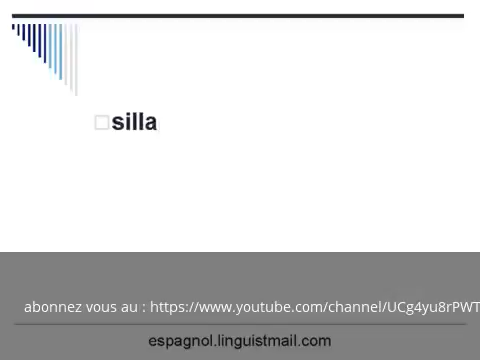 silla
abonnez vous au : https://www.youtube.com/channel/UCg4yu8rPWT
espagnol.linguistmail.com